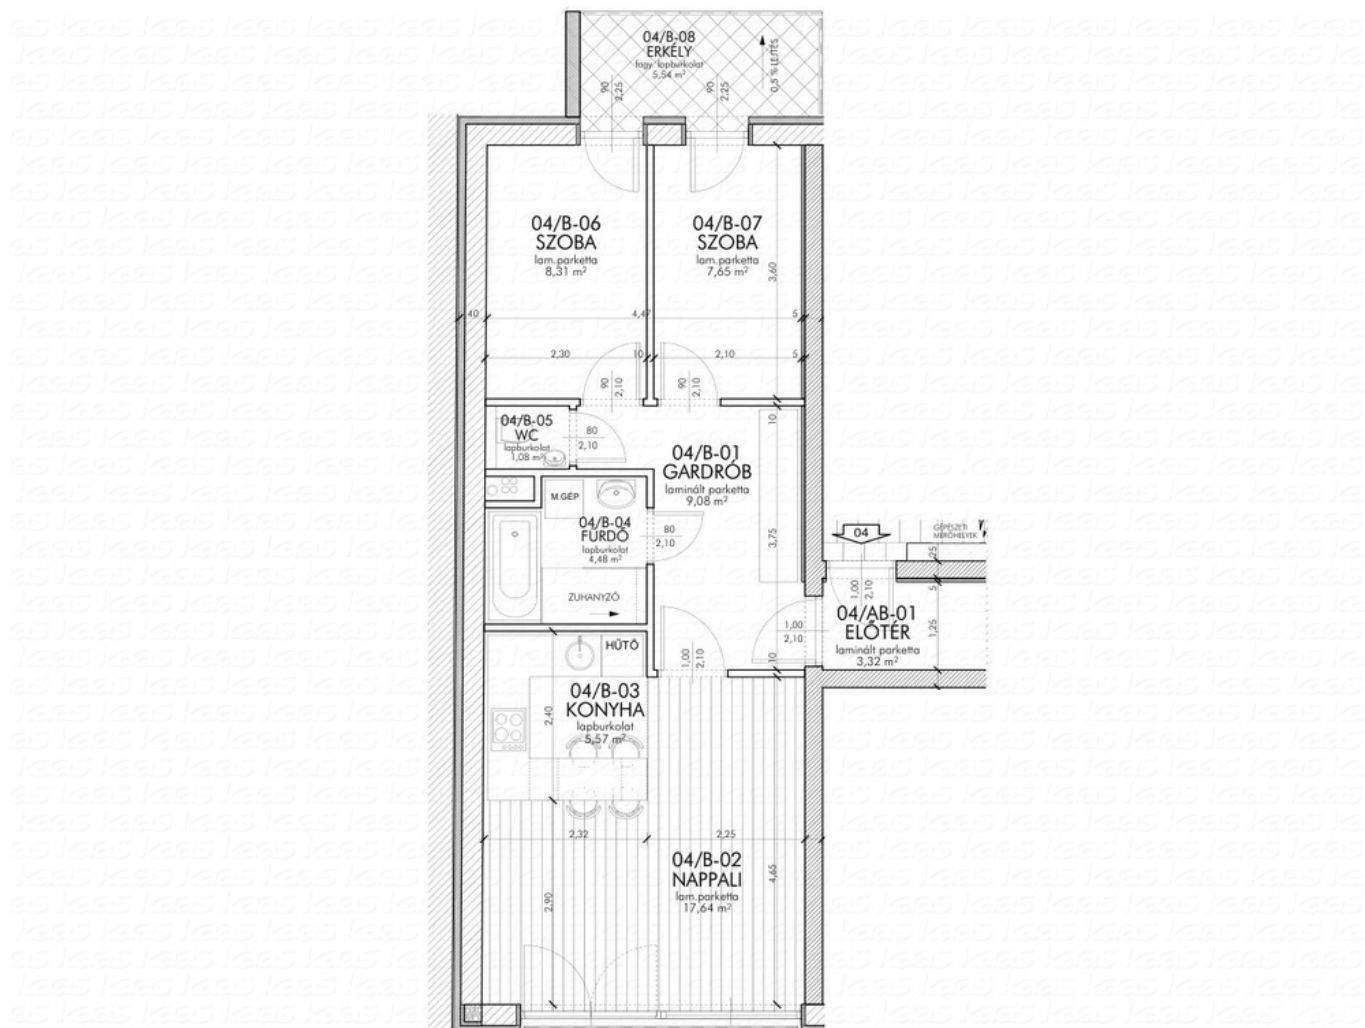 04/B-08
ERKÉLY
fagy. lapburkolat
5,54 m²
0,5 % LEJTÉS
90
2,25
90
2,25
04/B-06
SZOBA
lam.parketta
8,31 m²
04/B-07
SZOBA
lam.parketta
7,65 m²
3,60
40
4,47
5
2,30
10
2,10
5
90
2,10
90
2,10
04/B-05
WC
lapburkolat
1,08 m²
80
2,10
10
04/B-01
GARDRÓB
laminált parketta
9,08 m²
M.GÉP
04/B-04
FÜRDŐ
lapburkolat
4,48 m²
80
2,10
3,75
ZUHANYZÓ
04
GÉPÉSZETI
MÉRŐHELYEK
25
1,00
2,10
5
04/AB-01
ELŐTÉR
laminált parketta
3,32 m²
1,25
1,00
2,10
HŰTŐ
1,00
2,10
10
04/B-03
KONYHA
lapburkolat
5,57 m²
2,40
2,32
2,25
04/B-02
NAPPALI
lam.parketta
17,64 m²
4,65
2,90